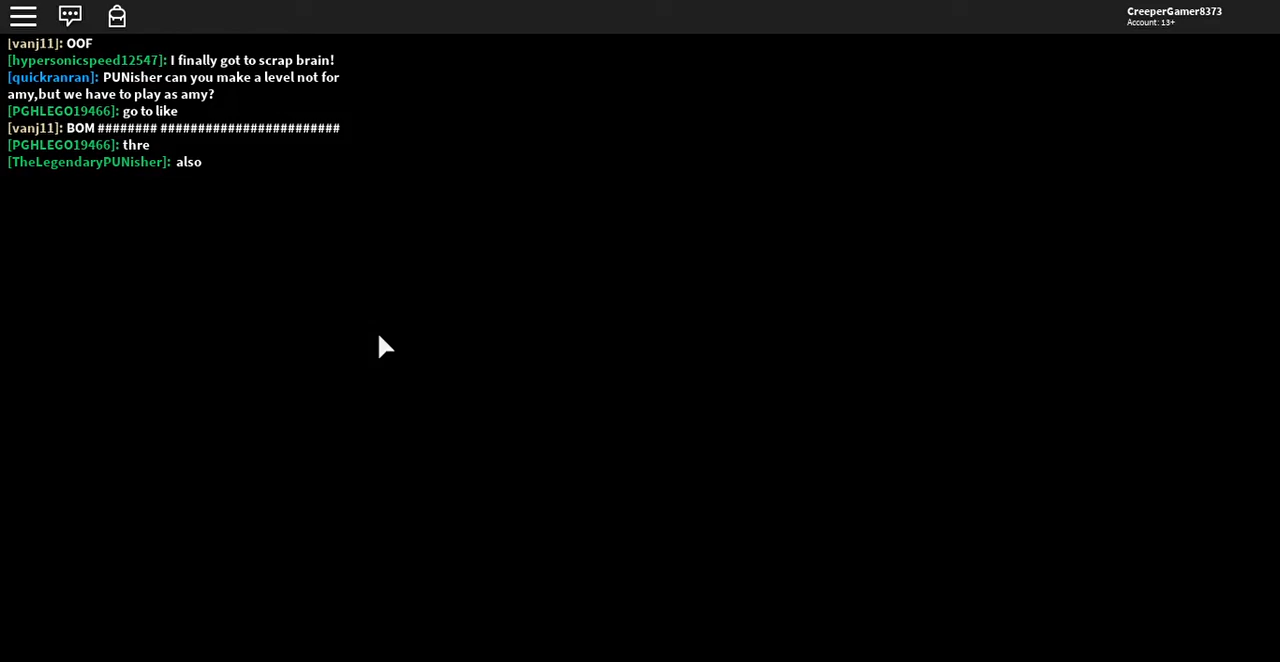 CreeperGamer8373
Account: 13+
[vanj11]: OOF
[hypersonicspeed12547]: I finally got to scrap brain!
[quickranran]: PUNisher can you make a level not for
amy,but we have to play as amy?
[PGHLEGO19466]: go to like
[vanj11]: BOM ######## ########################
[PGHLEGO19466]: thre
[TheLegendaryPUNisher]: also